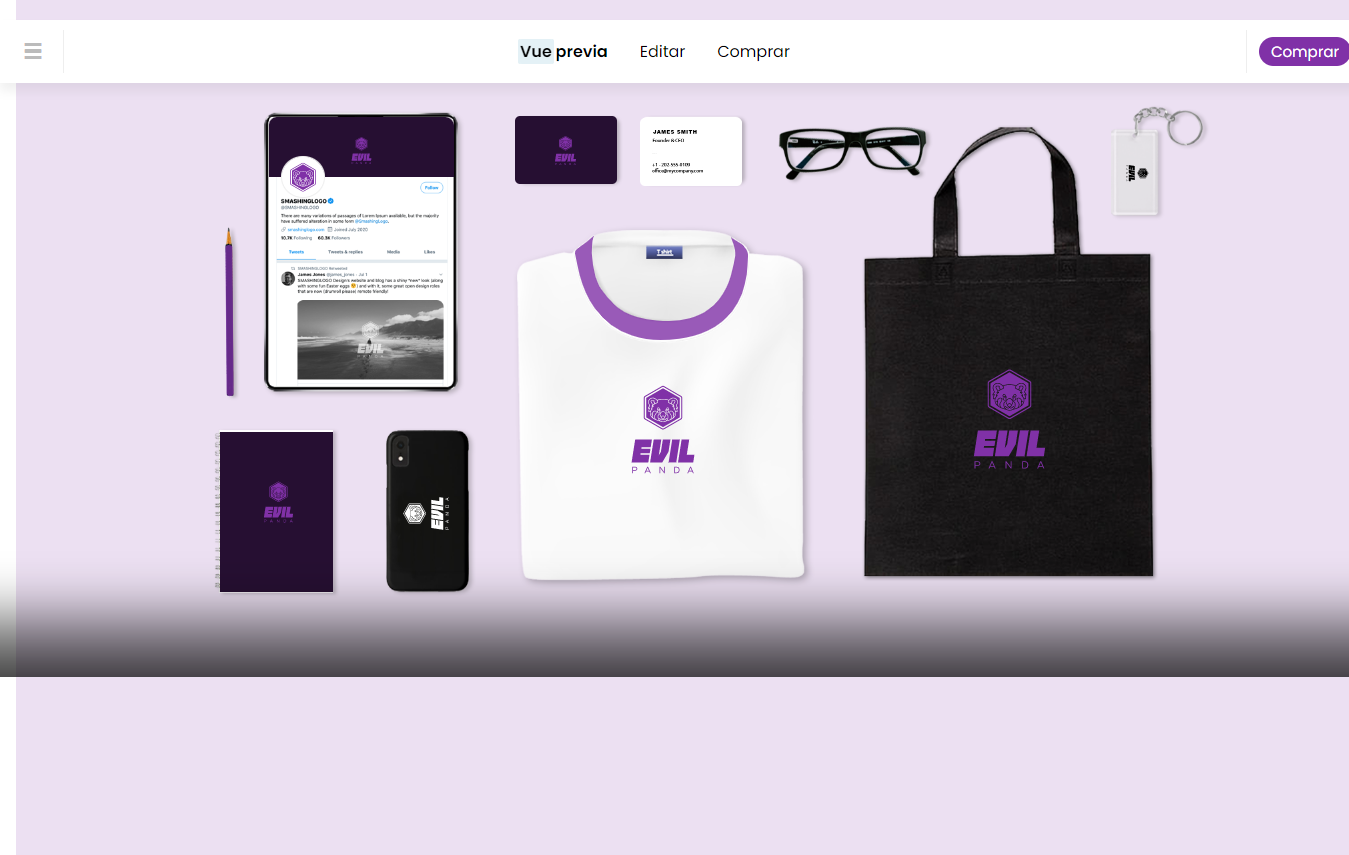 Vue previa Editar Comprar
Comprar
EVIL
PANDA
Follow
SMASHINGLOGO
@SMASHINGLOGO
There are many variations of passages of Lorem Ipsum available, but the majority
have suffered alteration in some form @SmashingLogo.
smashinglogo.com Joined July 2020
10.7K Following 60.3K Followers
Tweets Tweets & replies Media Likes
SMASHINGLOGO Retweeted
James Jones @james_jones · Jul 1
SMASHINGLOGO Design's website and blog has a shiny "new" look (along
with some fun Easter eggs ) and with it, some great open design roles
that are now (drumroll please) remote friendly!
EVIL
PANDA
EVIL
PANDA
JAMES SMITH
Founder & CEO
+1 - 202-555-0109
office@mycompany.com
EVIL
T shirt
EVIL
PANDA
EVIL
PANDA
EVIL
PANDA
EVIL
PANDA